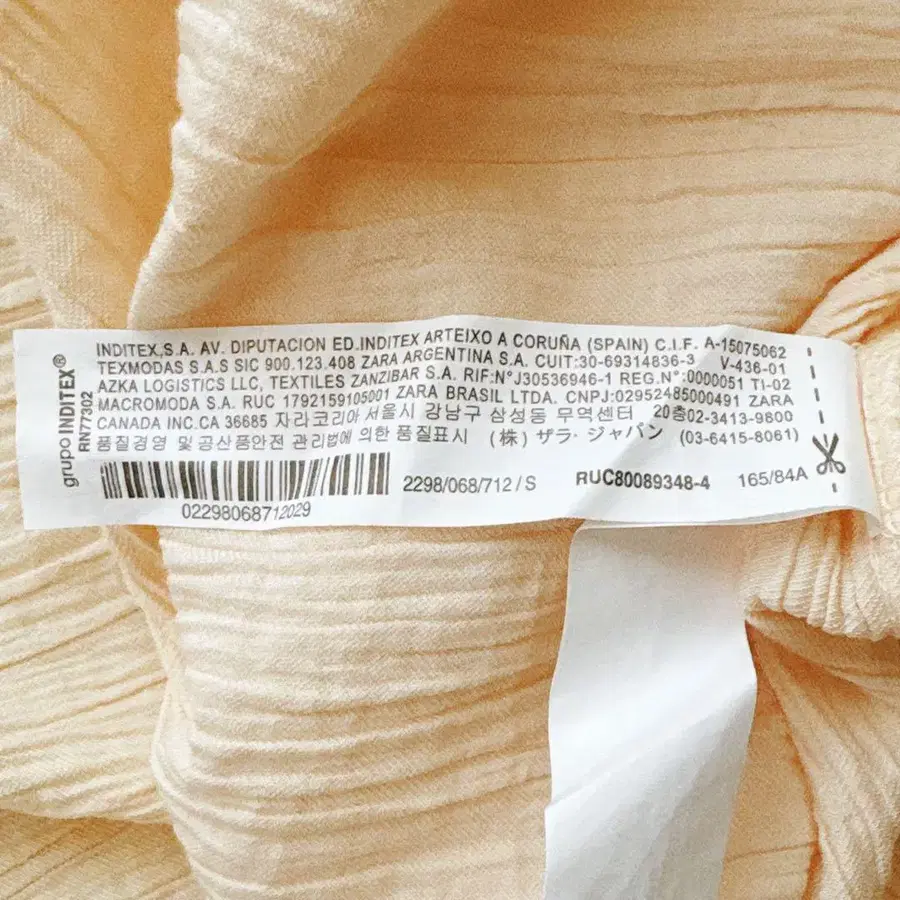 grupo INDITEX®
RN77302
INDITEX,S.A. AV. DIPUTACION ED.INDITEX ARTEIXO A CORUÑA (SPAIN) C.I.F. A-15075062
TEXMODAS S.A.S SIC 900.123.408 ZARA ARGENTINA S.A. CUIT:30-69314836-3 V-436-01
AZKA LOGISTICS LLC, TEXTILES ZANZIBAR S.A. RIF:N°J30536946-1 REG.N°:0000051 TI-02
MACROMODA S.A. RUC 1792159105001 ZARA BRASIL LTDA. CNPJ:02952485000491 ZARA
CANADA INC.CA 36685 자라코리아 서울시 강남구 삼성동 무역센터 20층02-3413-9800
품질경영 및 공산품안전 관리법에 의한 품질표시 (株) ザラ・ジャパン (03-6415-8061)
2298/068/712/S RUC80089348-4 165/84A
02298068712029